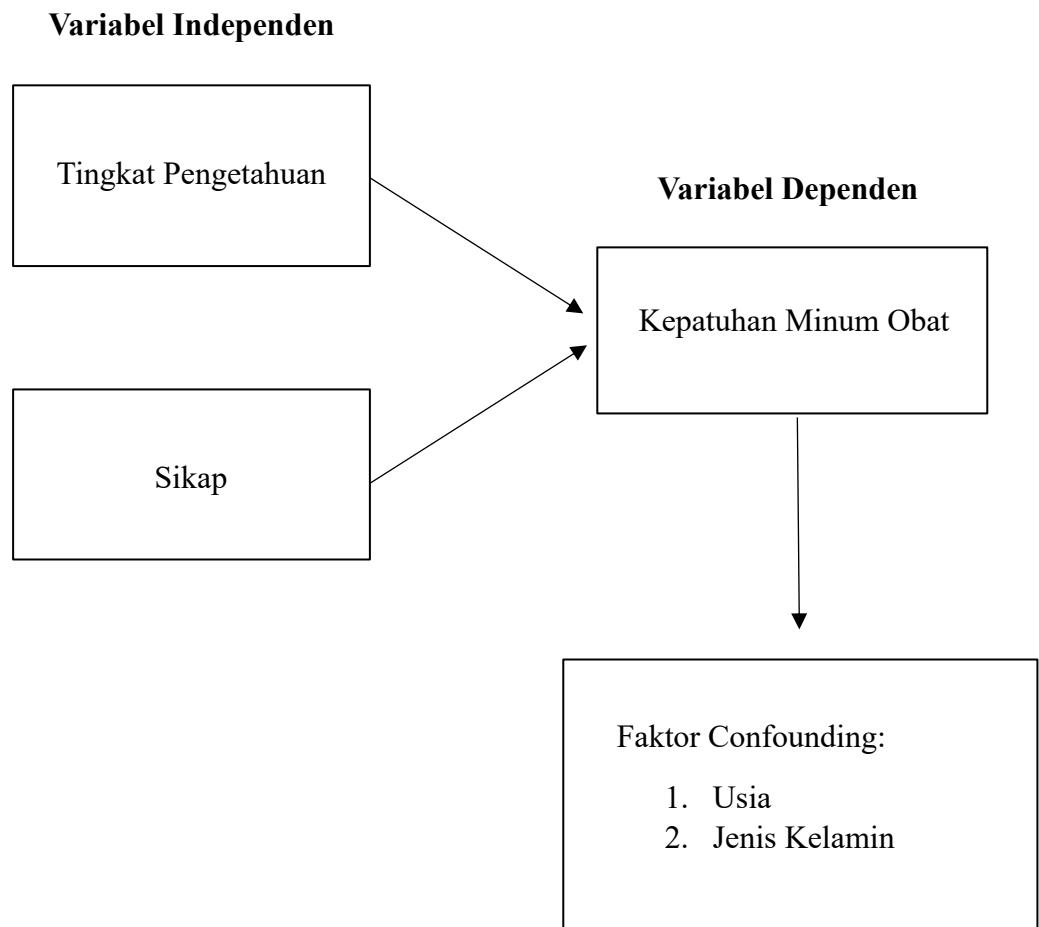 Variabel Independen
Tingkat Pengetahuan
Variabel Dependen
Kepatuhan Minum Obat
Sikap
Faktor Confounding:
1. Usia
2. Jenis Kelamin